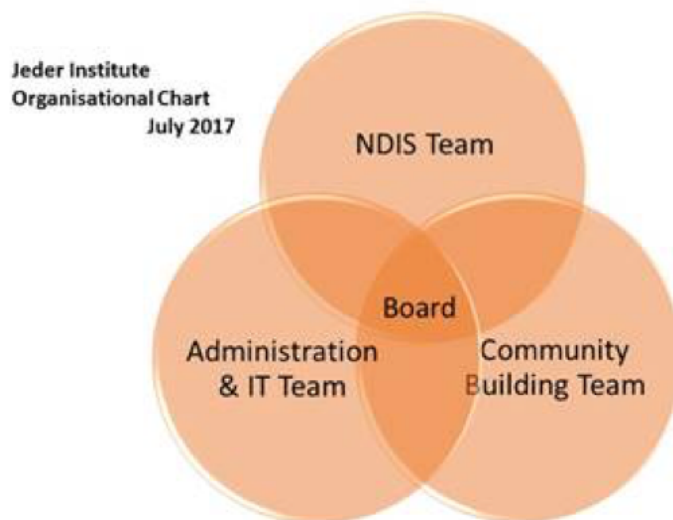 Jeder Institute
Organisational Chart
July 2017
NDIS Team
Board
Administration
& IT Team
Community
Building Team